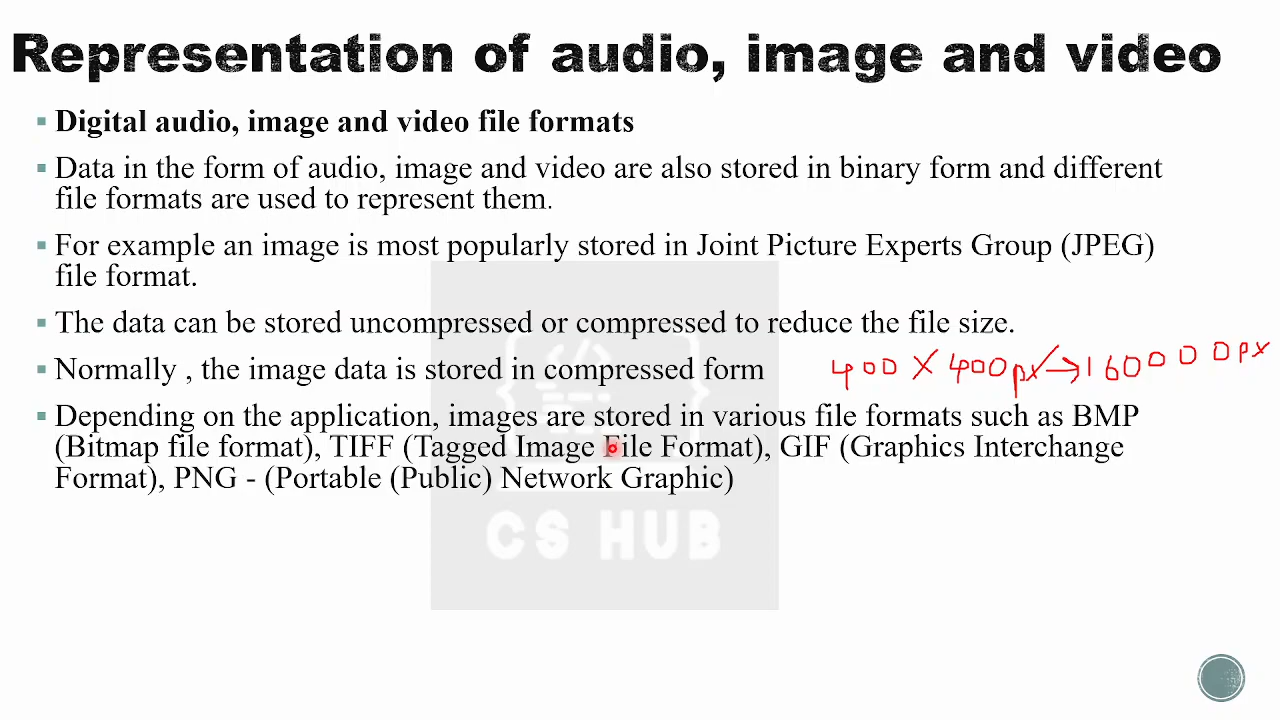 Representation of audio, image and video
▪ Digital audio, image and video file formats
▪ Data in the form of audio, image and video are also stored in binary form and different
file formats are used to represent them.
▪ For example an image is most popularly stored in Joint Picture Experts Group (JPEG)
file format.
▪ The data can be stored uncompressed or compressed to reduce the file size.
▪ Normally , the image data is stored in compressed form
400 X 400px → 160000px
▪ Depending on the application, images are stored in various file formats such as BMP
(Bitmap file format), TIFF (Tagged Image File Format), GIF (Graphics Interchange
Format), PNG - (Portable (Public) Network Graphic)
CS HUB